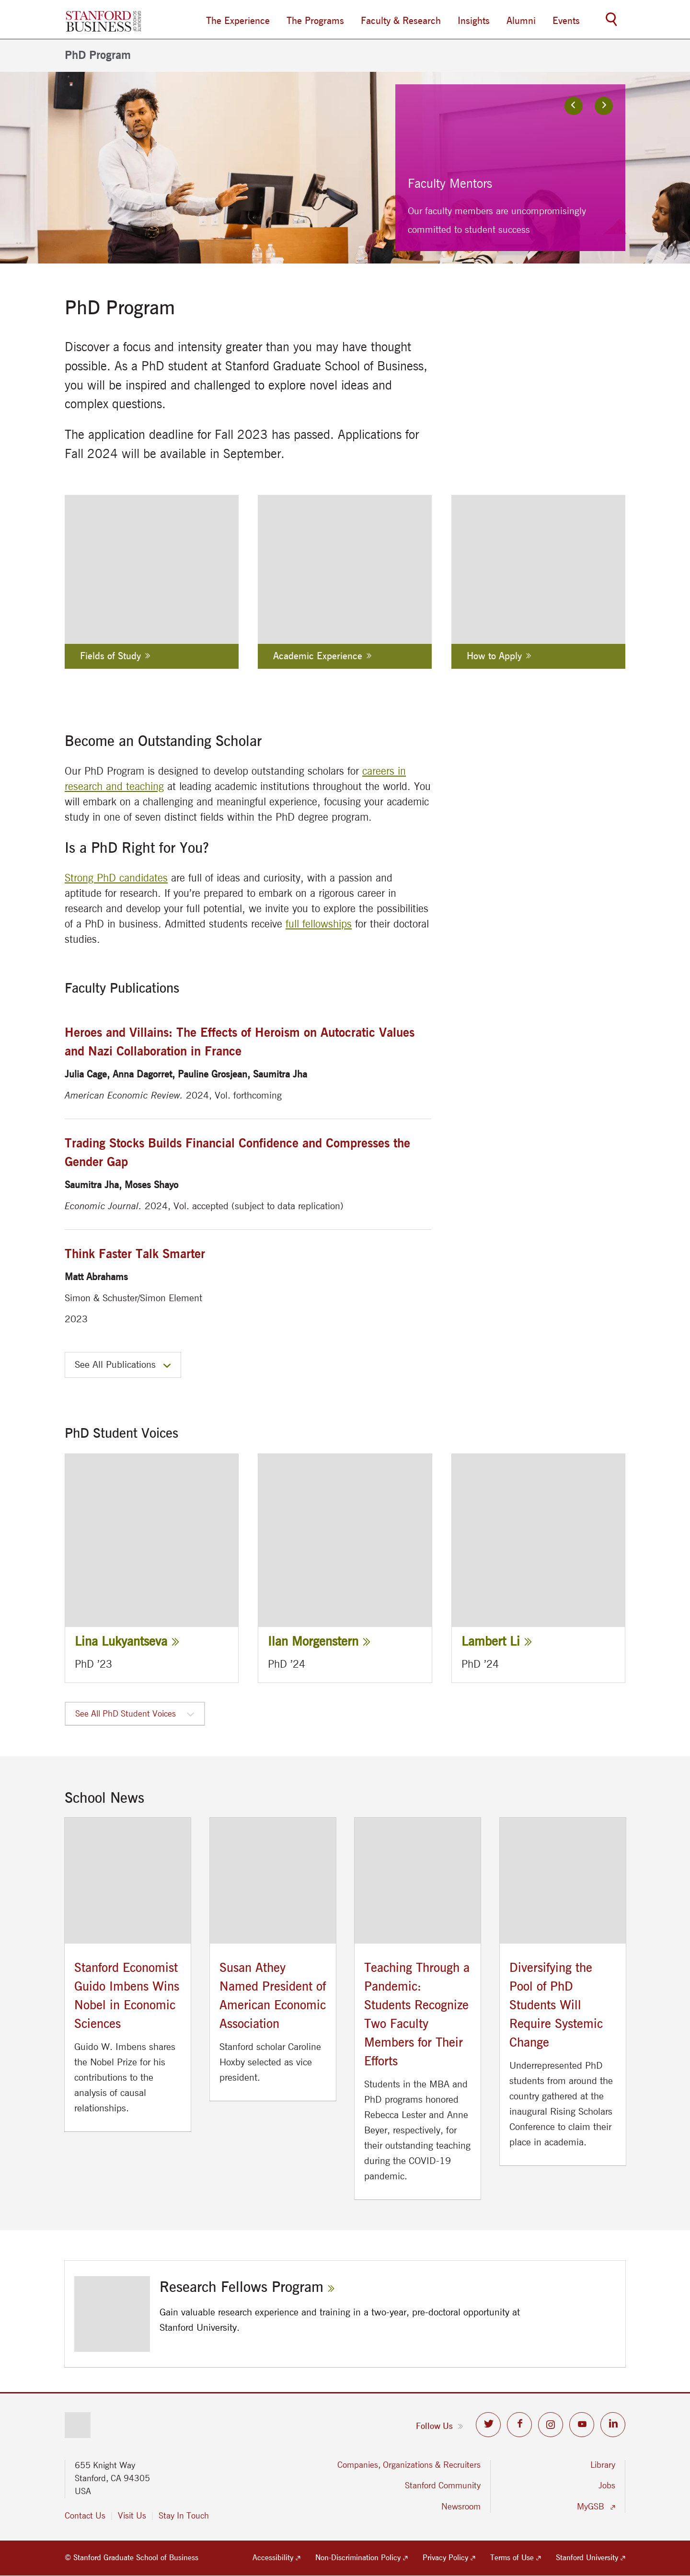 STANFORD
BUSINESS
The Experience
The Programs
Faculty & Research
Insights
Alumni
Events
PhD Program
Faculty Mentors
Our faculty members are uncompromisingly
committed to student success
PhD Program
Discover a focus and intensity greater than you may have thought
possible. As a PhD student at Stanford Graduate School of Business,
you will be inspired and challenged to explore novel ideas and
complex questions.
The application deadline for Fall 2023 has passed. Applications for
Fall 2024 will be available in September.
Fields of Study »
Academic Experience »
How to Apply »
Become an Outstanding Scholar
Our PhD Program is designed to develop outstanding scholars for careers in
research and teaching at leading academic institutions throughout the world. You
will embark on a challenging and meaningful experience, focusing your academic
study in one of seven distinct fields within the PhD degree program.
Is a PhD Right for You?
Strong PhD candidates are full of ideas and curiosity, with a passion and
aptitude for research. If you're prepared to embark on a rigorous career in
research and develop your full potential, we invite you to explore the possibilities
of a PhD in business. Admitted students receive full fellowships for their doctoral
studies.
Faculty Publications
Heroes and Villains: The Effects of Heroism on Autocratic Values
and Nazi Collaboration in France
Julia Cage, Anna Dagorret, Pauline Grosjean, Saumitra Jha
American Economic Review. 2024, Vol. forthcoming
Trading Stocks Builds Financial Confidence and Compresses the
Gender Gap
Saumitra Jha, Moses Shayo
Economic Journal. 2024, Vol. accepted (subject to data replication)
Think Faster Talk Smarter
Matt Abrahams
Simon & Schuster/Simon Element
2023
See All Publications
PhD Student Voices
Lina Lukyantseva »
PhD ’23
Ilan Morgenstern »
PhD ’24
Lambert Li »
PhD ’24
See All PhD Student Voices
School News
Stanford Economist
Guido Imbens Wins
Nobel in Economic
Sciences
Guido W. Imbens shares
the Nobel Prize for his
contributions to the
analysis of causal
relationships.
Susan Athey
Named President of
American Economic
Association
Stanford scholar Caroline
Hoxby selected as vice
president.
Teaching Through a
Pandemic:
Students Recognize
Two Faculty
Members for Their
Efforts
Students in the MBA and
PhD programs honored
Rebecca Lester and Anne
Beyer, respectively, for
their outstanding teaching
during the COVID-19
pandemic.
Diversifying the
Pool of PhD
Students Will
Require Systemic
Change
Underrepresented PhD
students from around the
country gathered at the
inaugural Rising Scholars
Conference to claim their
place in academia.
Research Fellows Program »
Gain valuable research experience and training in a two-year, pre-doctoral opportunity at
Stanford University.
Follow Us »
655 Knight Way
Stanford, CA 94305
USA
Contact Us
Visit Us
Stay In Touch
Companies, Organizations & Recruiters
Stanford Community
Newsroom
Library
Jobs
MyGSB
© Stanford Graduate School of Business
Accessibility
Non-Discrimination Policy
Privacy Policy
Terms of Use
Stanford University